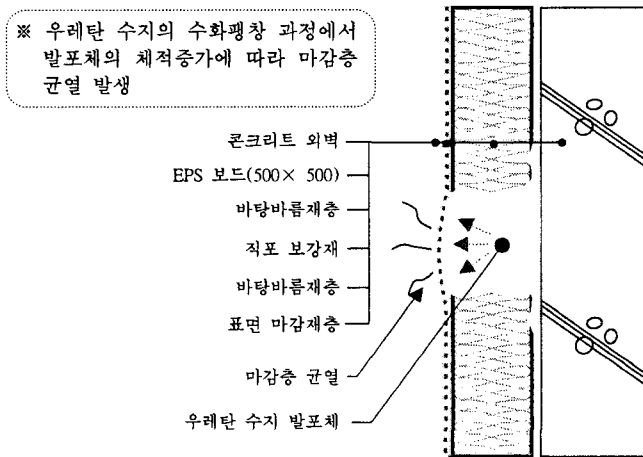 ※ 우레탄 수지의 수화팽창 과정에서
발포체의 체적증가에 따라 마감층
균열 발생
콘크리트 외벽
EPS 보드(500× 500)
바탕바름재층
직포 보강재
바탕바름재층
표면 마감재층
마감층 균열
우레탄 수지 발포체